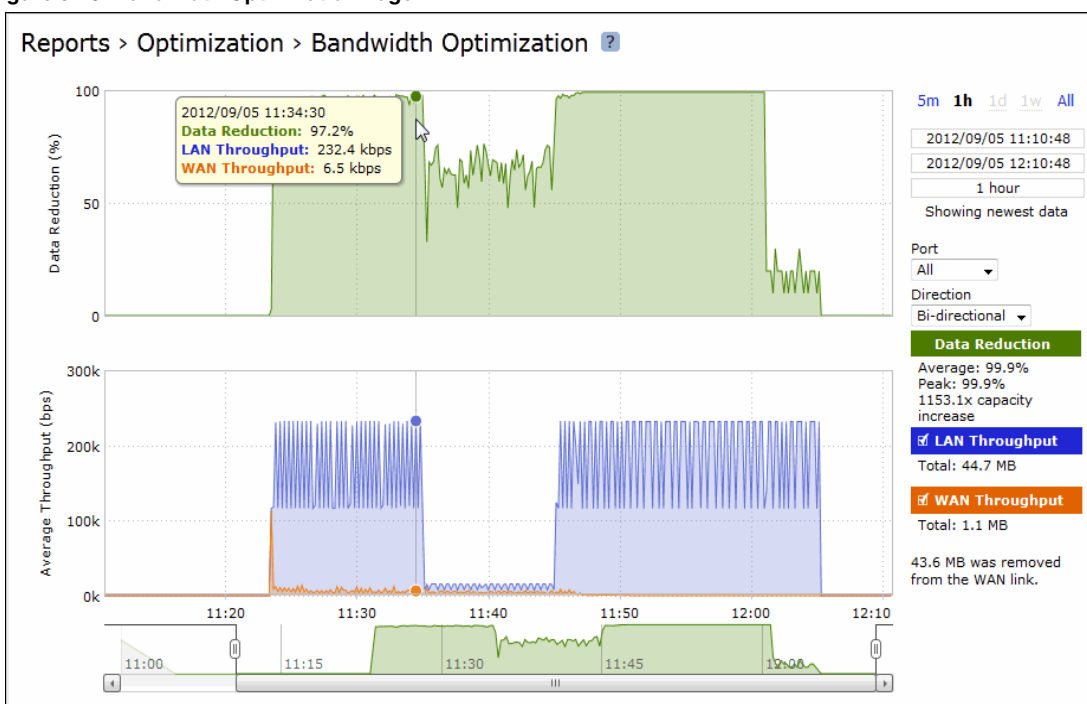 Reports > Optimization > Bandwidth Optimization ?
100
50
0
Data Reduction (%)
2012/09/05 11:34:30
Data Reduction: 97.2%
LAN Throughput: 232.4 kbps
WAN Throughput: 6.5 kbps
300k
200k
100k
0k
Average Throughput (bps)
11:20
11:30
11:40
11:50
12:00
12:10
11:00
11:15
11:30
11:45
12:00
5m 1h 1d 1w All
2012/09/05 11:10:48
2012/09/05 12:10:48
1 hour
Showing newest data
Port
All
Direction
Bi-directional
Data Reduction
Average: 99.9%
Peak: 99.9%
1153.1x capacity
increase
LAN Throughput
Total: 44.7 MB
WAN Throughput
Total: 1.1 MB
43.6 MB was removed
from the WAN link.